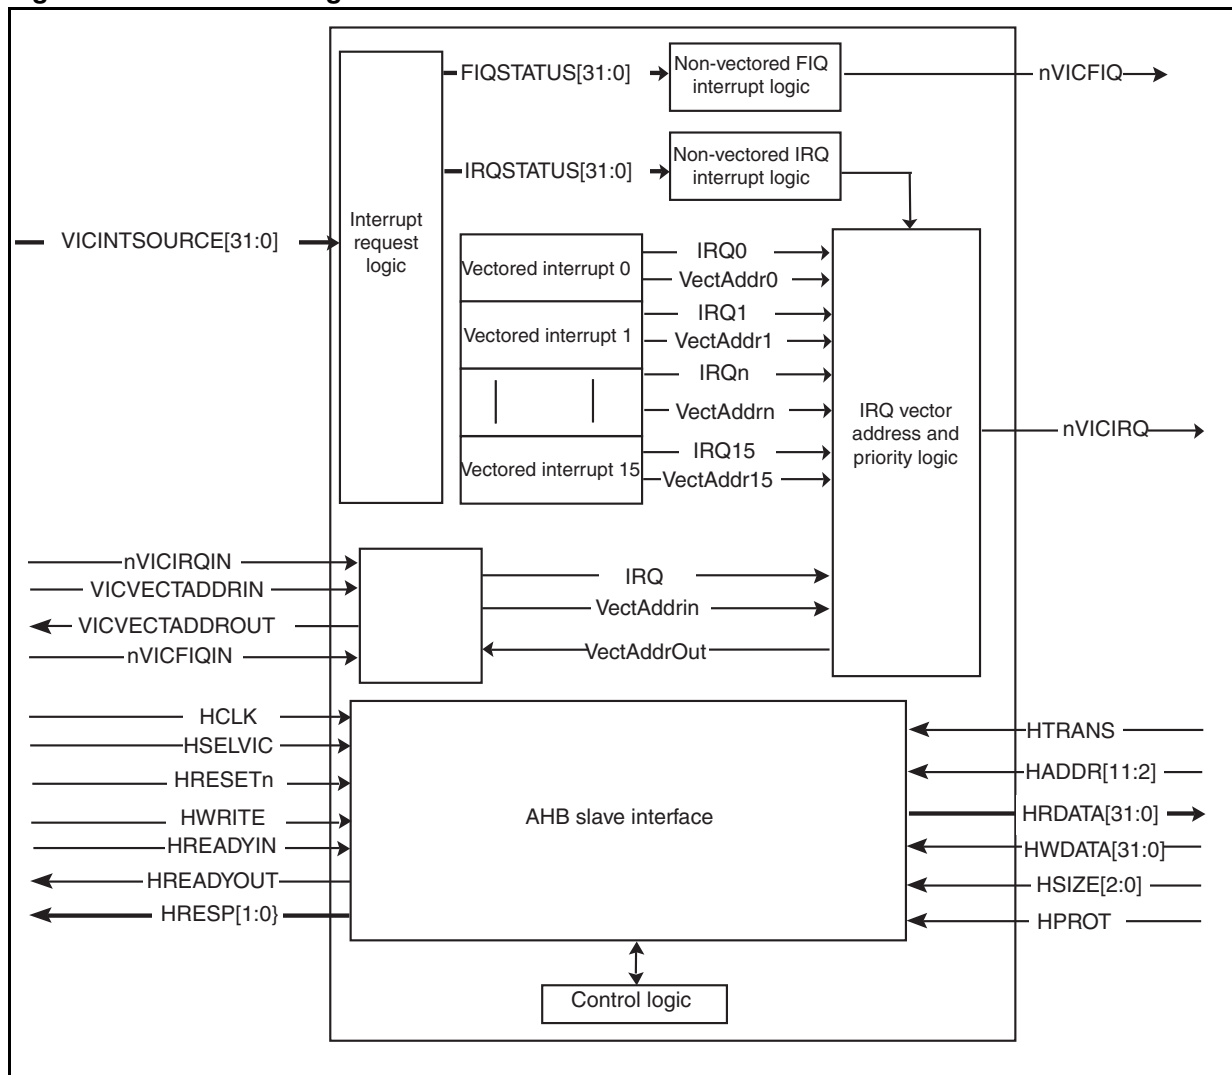 FIQSTATUS[31:0]
Non-vectored FIQ
interrupt logic
nVICFIQ
IRQSTATUS[31:0]
Non-vectored IRQ
interrupt logic
VICINTSOURCE[31:0]
Interrupt
request
logic
Vectored interrupt 0
IRQ0
VectAddr0
Vectored interrupt 1
IRQ1
VectAddr1
IRQn
VectAddrn
Vectored interrupt 15
IRQ15
VectAddr15
IRQ vector
address and
priority logic
nVICIRQ
nVICIRQIN
VICVECTADDRIN
VICVECTADDROUT
nVICFIQIN
IRQ
VectAddrin
VectAddrOut
HCLK
HSELVIC
HRESETn
HWRITE
HREADYIN
HREADYOUT
HRESP[1:0}
AHB slave interface
HTRANS
HADDR[11:2]
HRDATA[31:0]
HWDATA[31:0]
HSIZE[2:0]
HPROT
Control logic